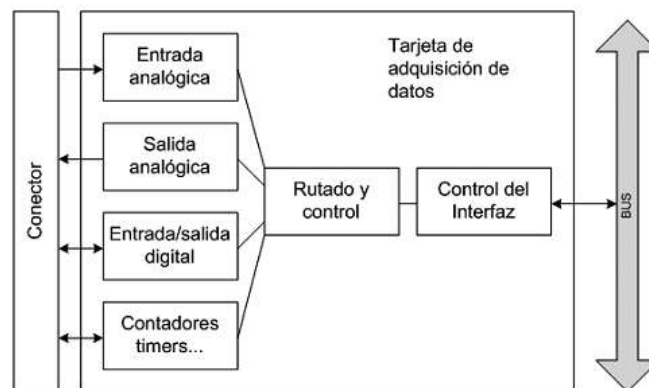 Conector
Entrada
analógica
Salida
analógica
Entrada/salida
digital
Contadores
timers...
Tarjeta de
adquisición de
datos
Rutado y
control
Control del
Interfaz
BUS